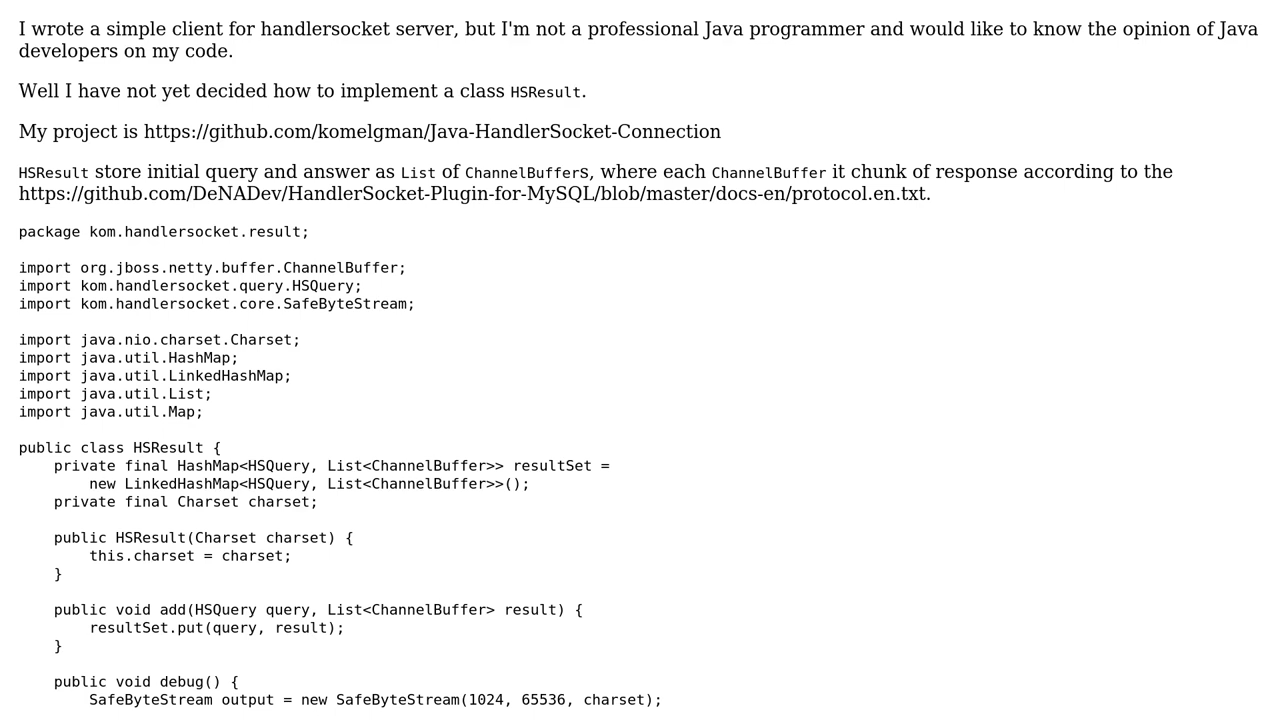 I wrote a simple client for handlersocket server, but I'm not a professional Java programmer and would like to know the opinion of Java
developers on my code.
Well I have not yet decided how to implement a class HSResult.
My project is https://github.com/komelgman/Java-HandlerSocket-Connection
HSResult store initial query and answer as List of ChannelBuffers, where each ChannelBuffer it chunk of response according to the
https://github.com/DeNADev/HandlerSocket-Plugin-for-MySQL/blob/master/docs-en/protocol.en.txt.
package kom.handlersocket.result;
import org.jboss.netty.buffer.ChannelBuffer;
import kom.handlersocket.query.HSQuery;
import kom.handlersocket.core.SafeByteStream;
import java.nio.charset.Charset;
import java.util.HashMap;
import java.util.LinkedHashMap;
import java.util.List;
import java.util.Map;
public class HSResult {
    private final HashMap<HSQuery, List<ChannelBuffer>> resultSet =
        new LinkedHashMap<HSQuery, List<ChannelBuffer>>();
    private final Charset charset;
    public HSResult(Charset charset) {
        this.charset = charset;
    }
    public void add(HSQuery query, List<ChannelBuffer> result) {
        resultSet.put(query, result);
    }
    public void debug() {
        SafeByteStream output = new SafeByteStream(1024, 65536, charset);